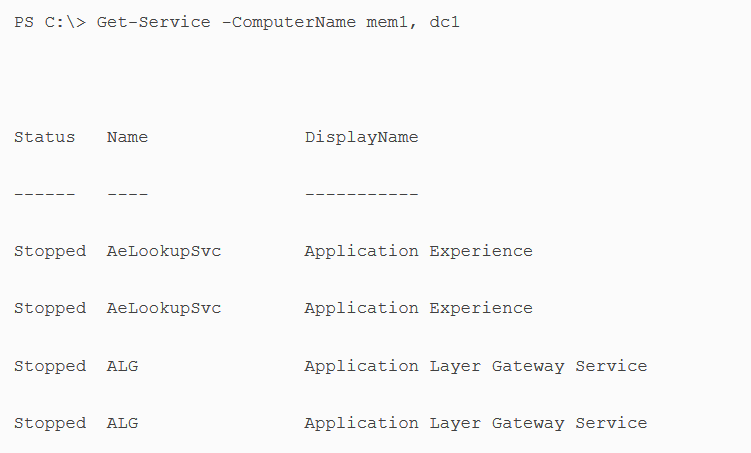 PS C:\> Get-Service -ComputerName mem1, dc1
Status   Name               DisplayName
------   ----               -----------
Stopped  AeLookupSvc        Application Experience
Stopped  AeLookupSvc        Application Experience
Stopped  ALG                Application Layer Gateway Service
Stopped  ALG                Application Layer Gateway Service